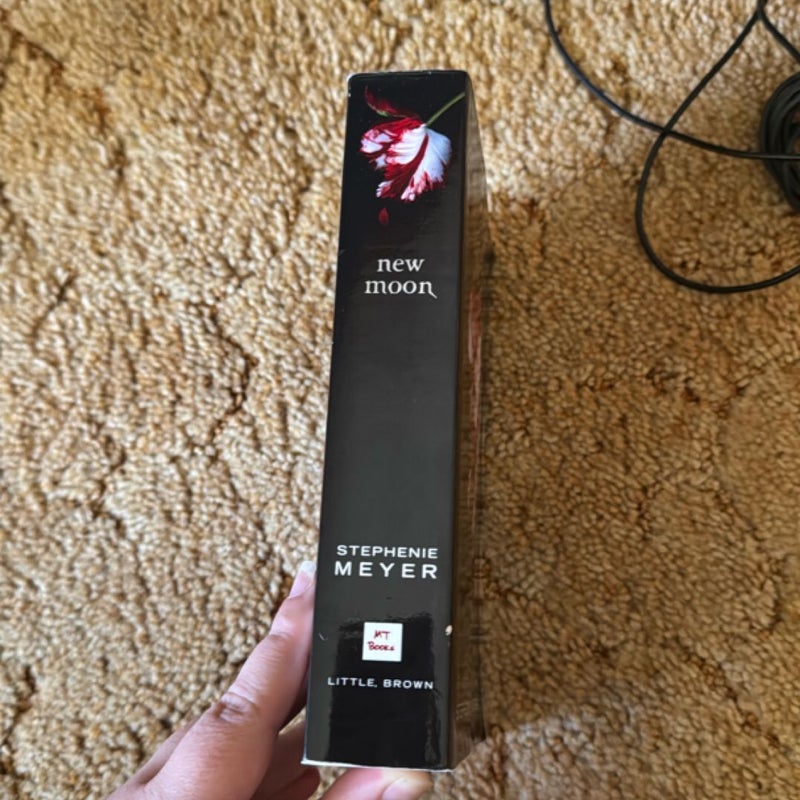 new
moon
STEPHENIE
MEYER
MT
Books
LITTLE, BROWN